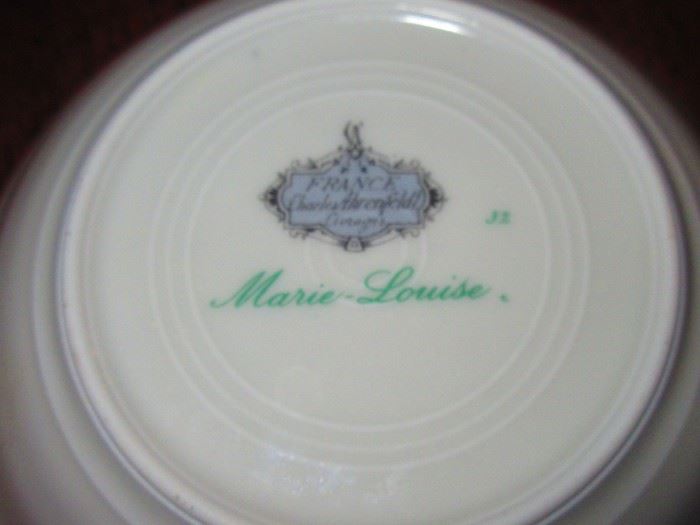 FRANCE
Charles Ahrenfeldt
Limoges
32
Marie-Louise.